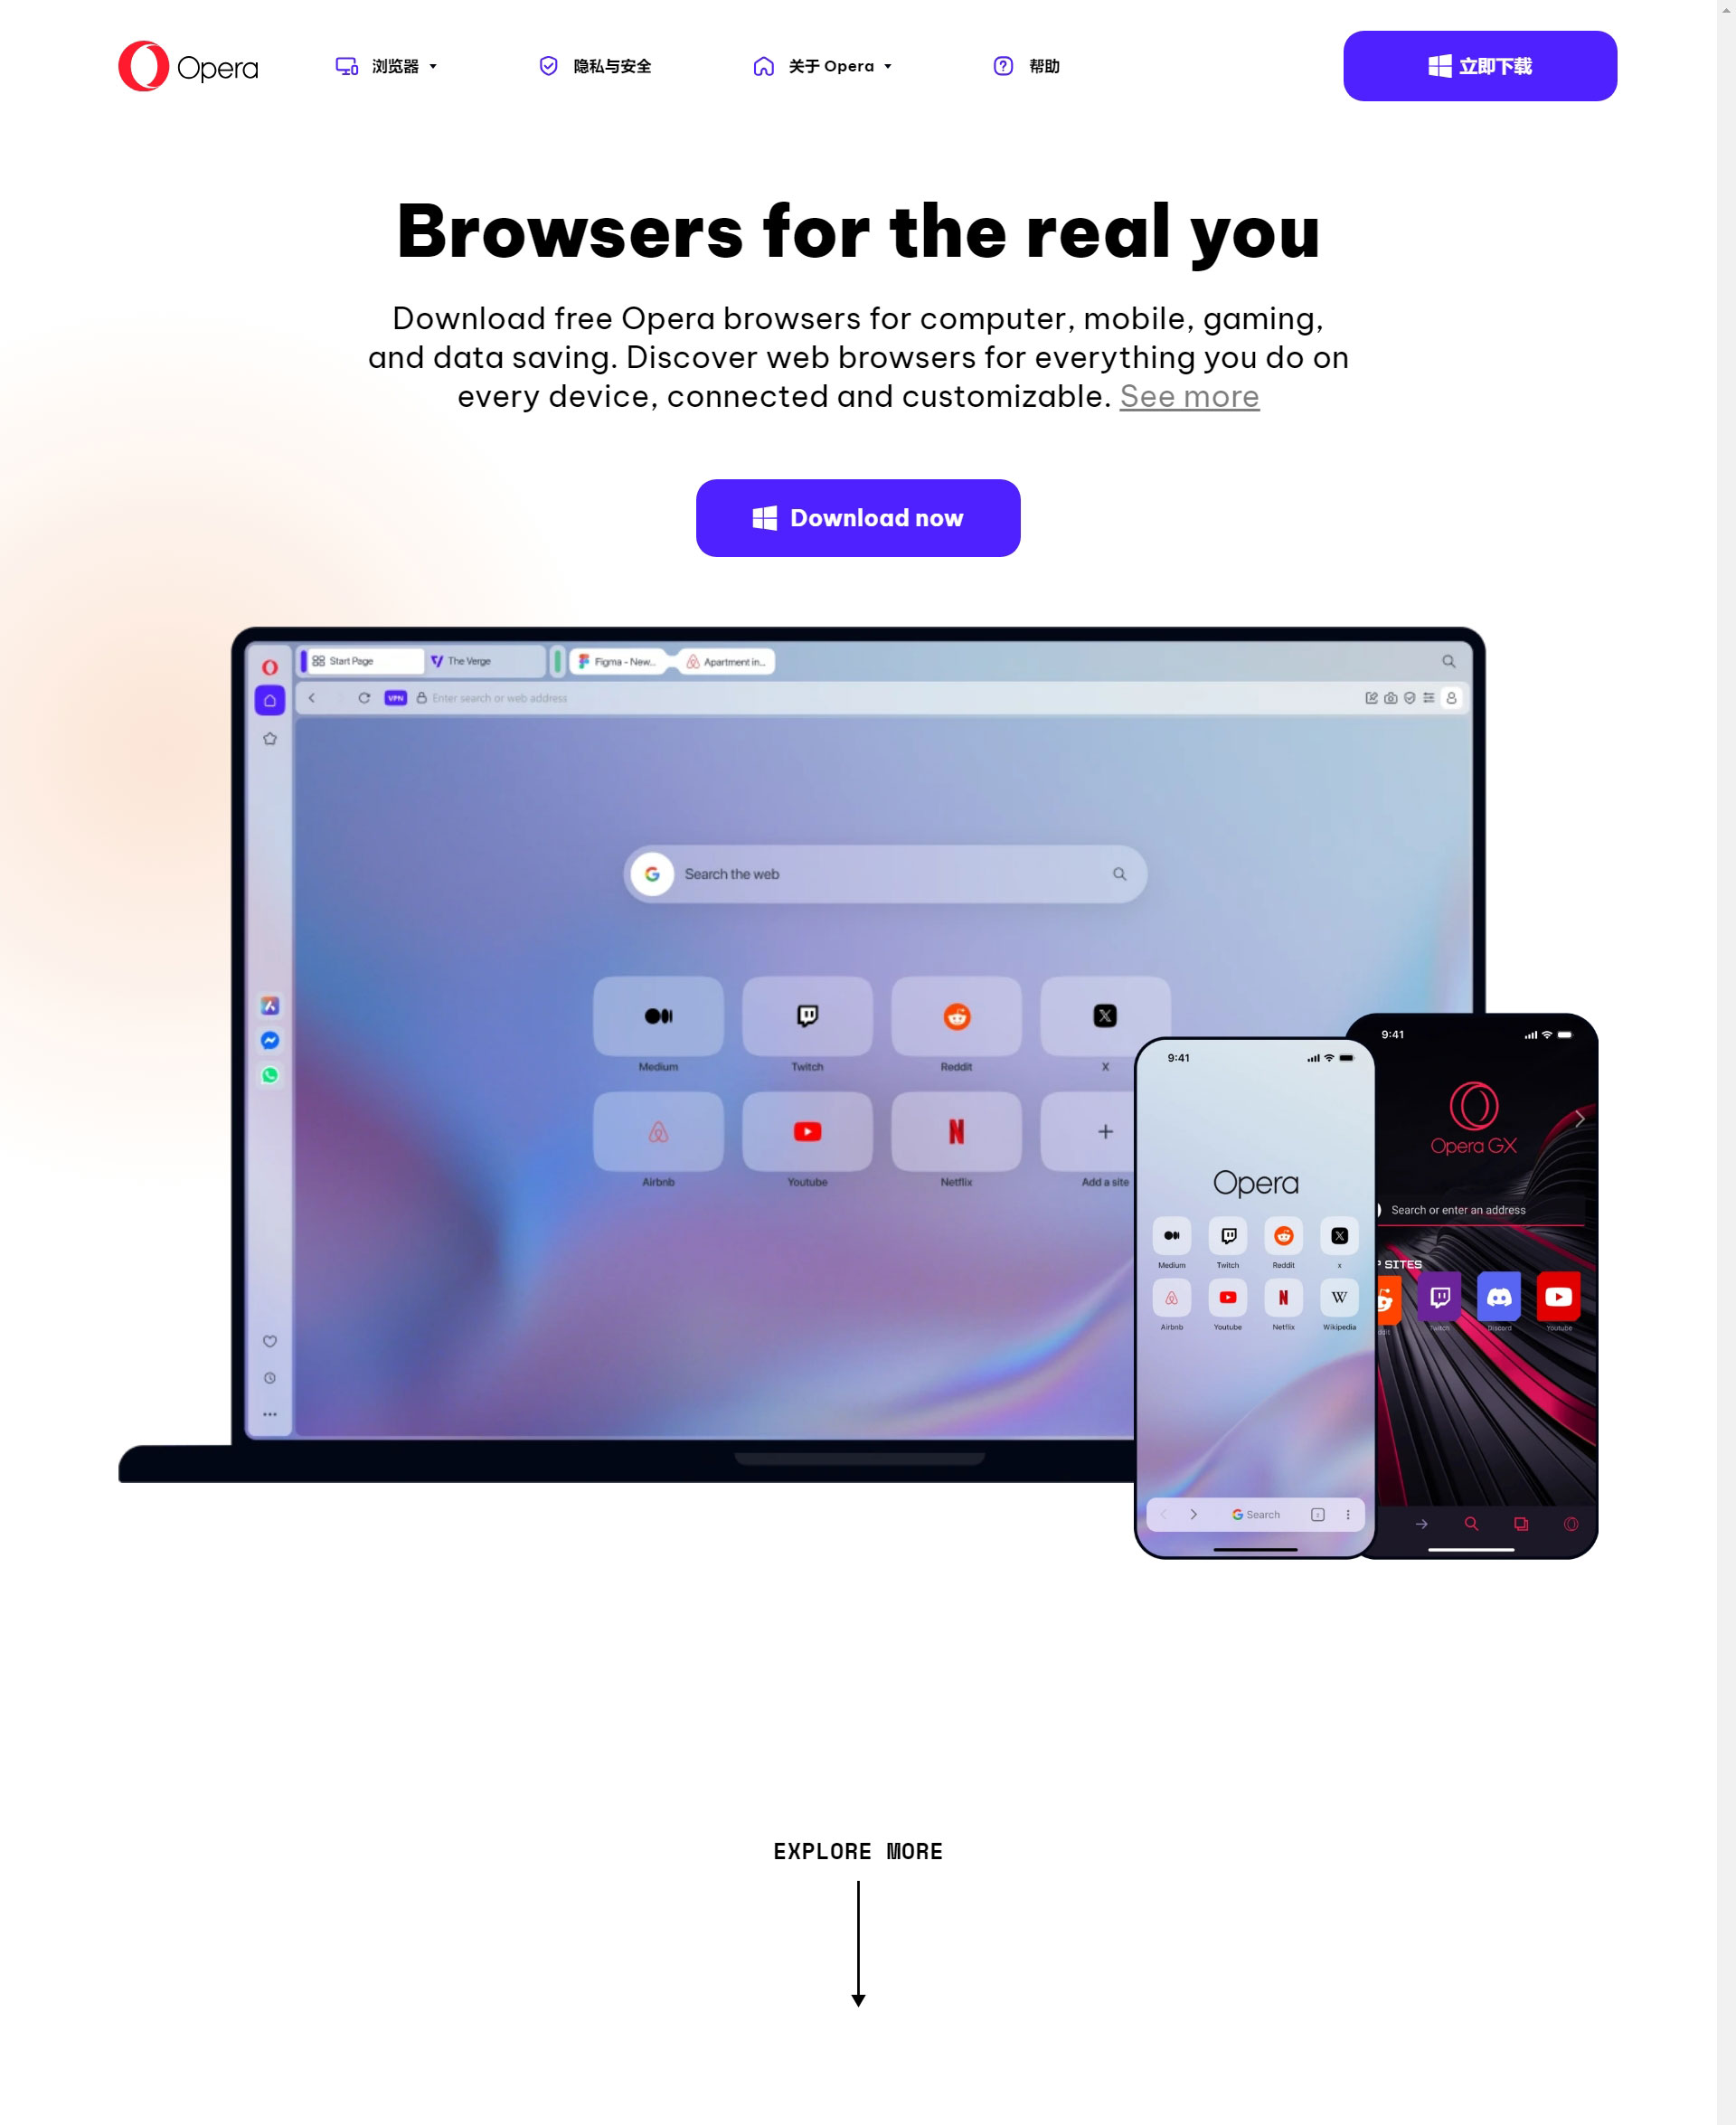 Opera
浏览器
隐私与安全
关于 Opera
帮助
立即下载
Browsers for the real you
Download free Opera browsers for computer, mobile, gaming,
and data saving. Discover web browsers for everything you do on
every device, connected and customizable. See more
Download now
Start Page
The Verge
Figma - New...
Apartment in...
VPN
Enter search or web address
Search the web
Medium
Twitch
Reddit
X
Airbnb
Youtube
Netflix
Add a site
9:41
Opera
Medium
Twitch
Reddit
x
Airbnb
Youtube
Netflix
W
Wikipedia
Search
9:41
Opera GX
Search or enter an address
SITES
Twitch
Discord
Youtube
EXPLORE MORE